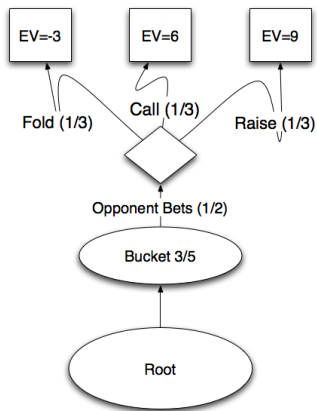 EV=-3
EV=6
EV=9
Fold (1/3)
Call (1/3)
Raise (1/3)
Opponent Bets (1/2)
Bucket 3/5
Root